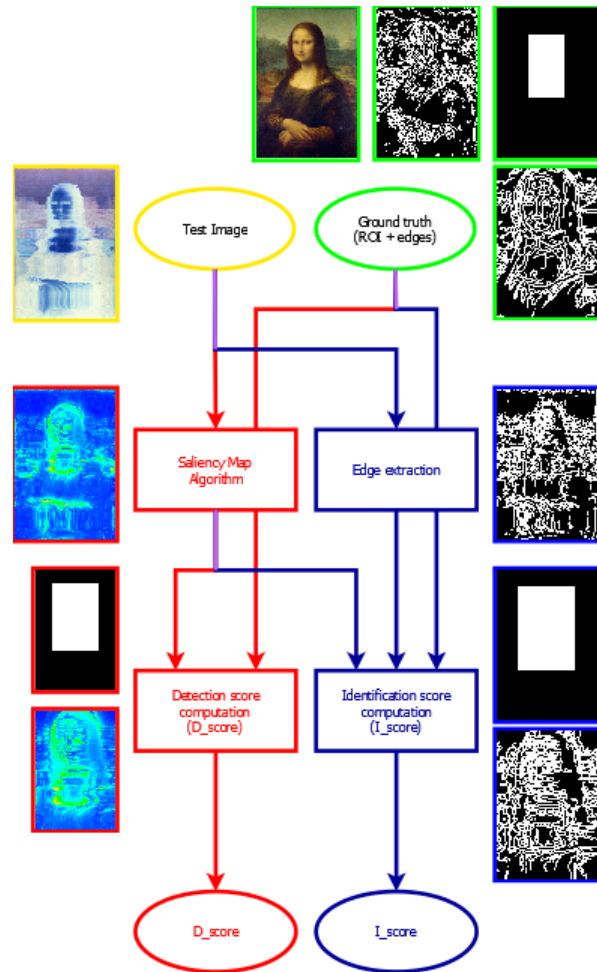 Test Image
Ground truth
(ROI + edges)
Saliency Map
Algorithm
Edge extraction
Detection score
computation
(D_score)
Identification score
computation
(I_score)
D_score
I_score